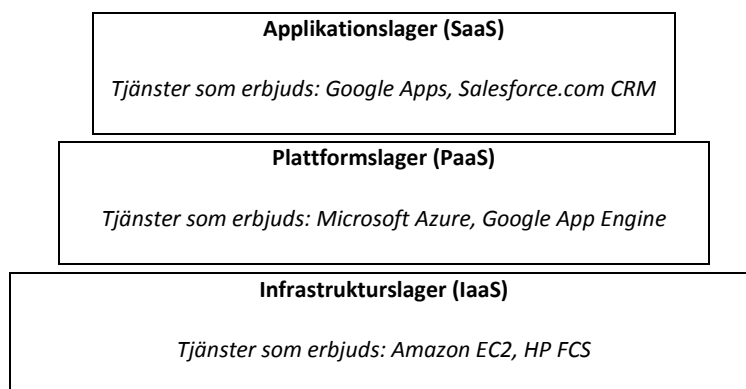 Applikationslager (SaaS)
Tjänster som erbjuds: Google Apps, Salesforce.com CRM
Plattformslager (PaaS)
Tjänster som erbjuds: Microsoft Azure, Google App Engine
Infrastrukturslager (IaaS)
Tjänster som erbjuds: Amazon EC2, HP FCS